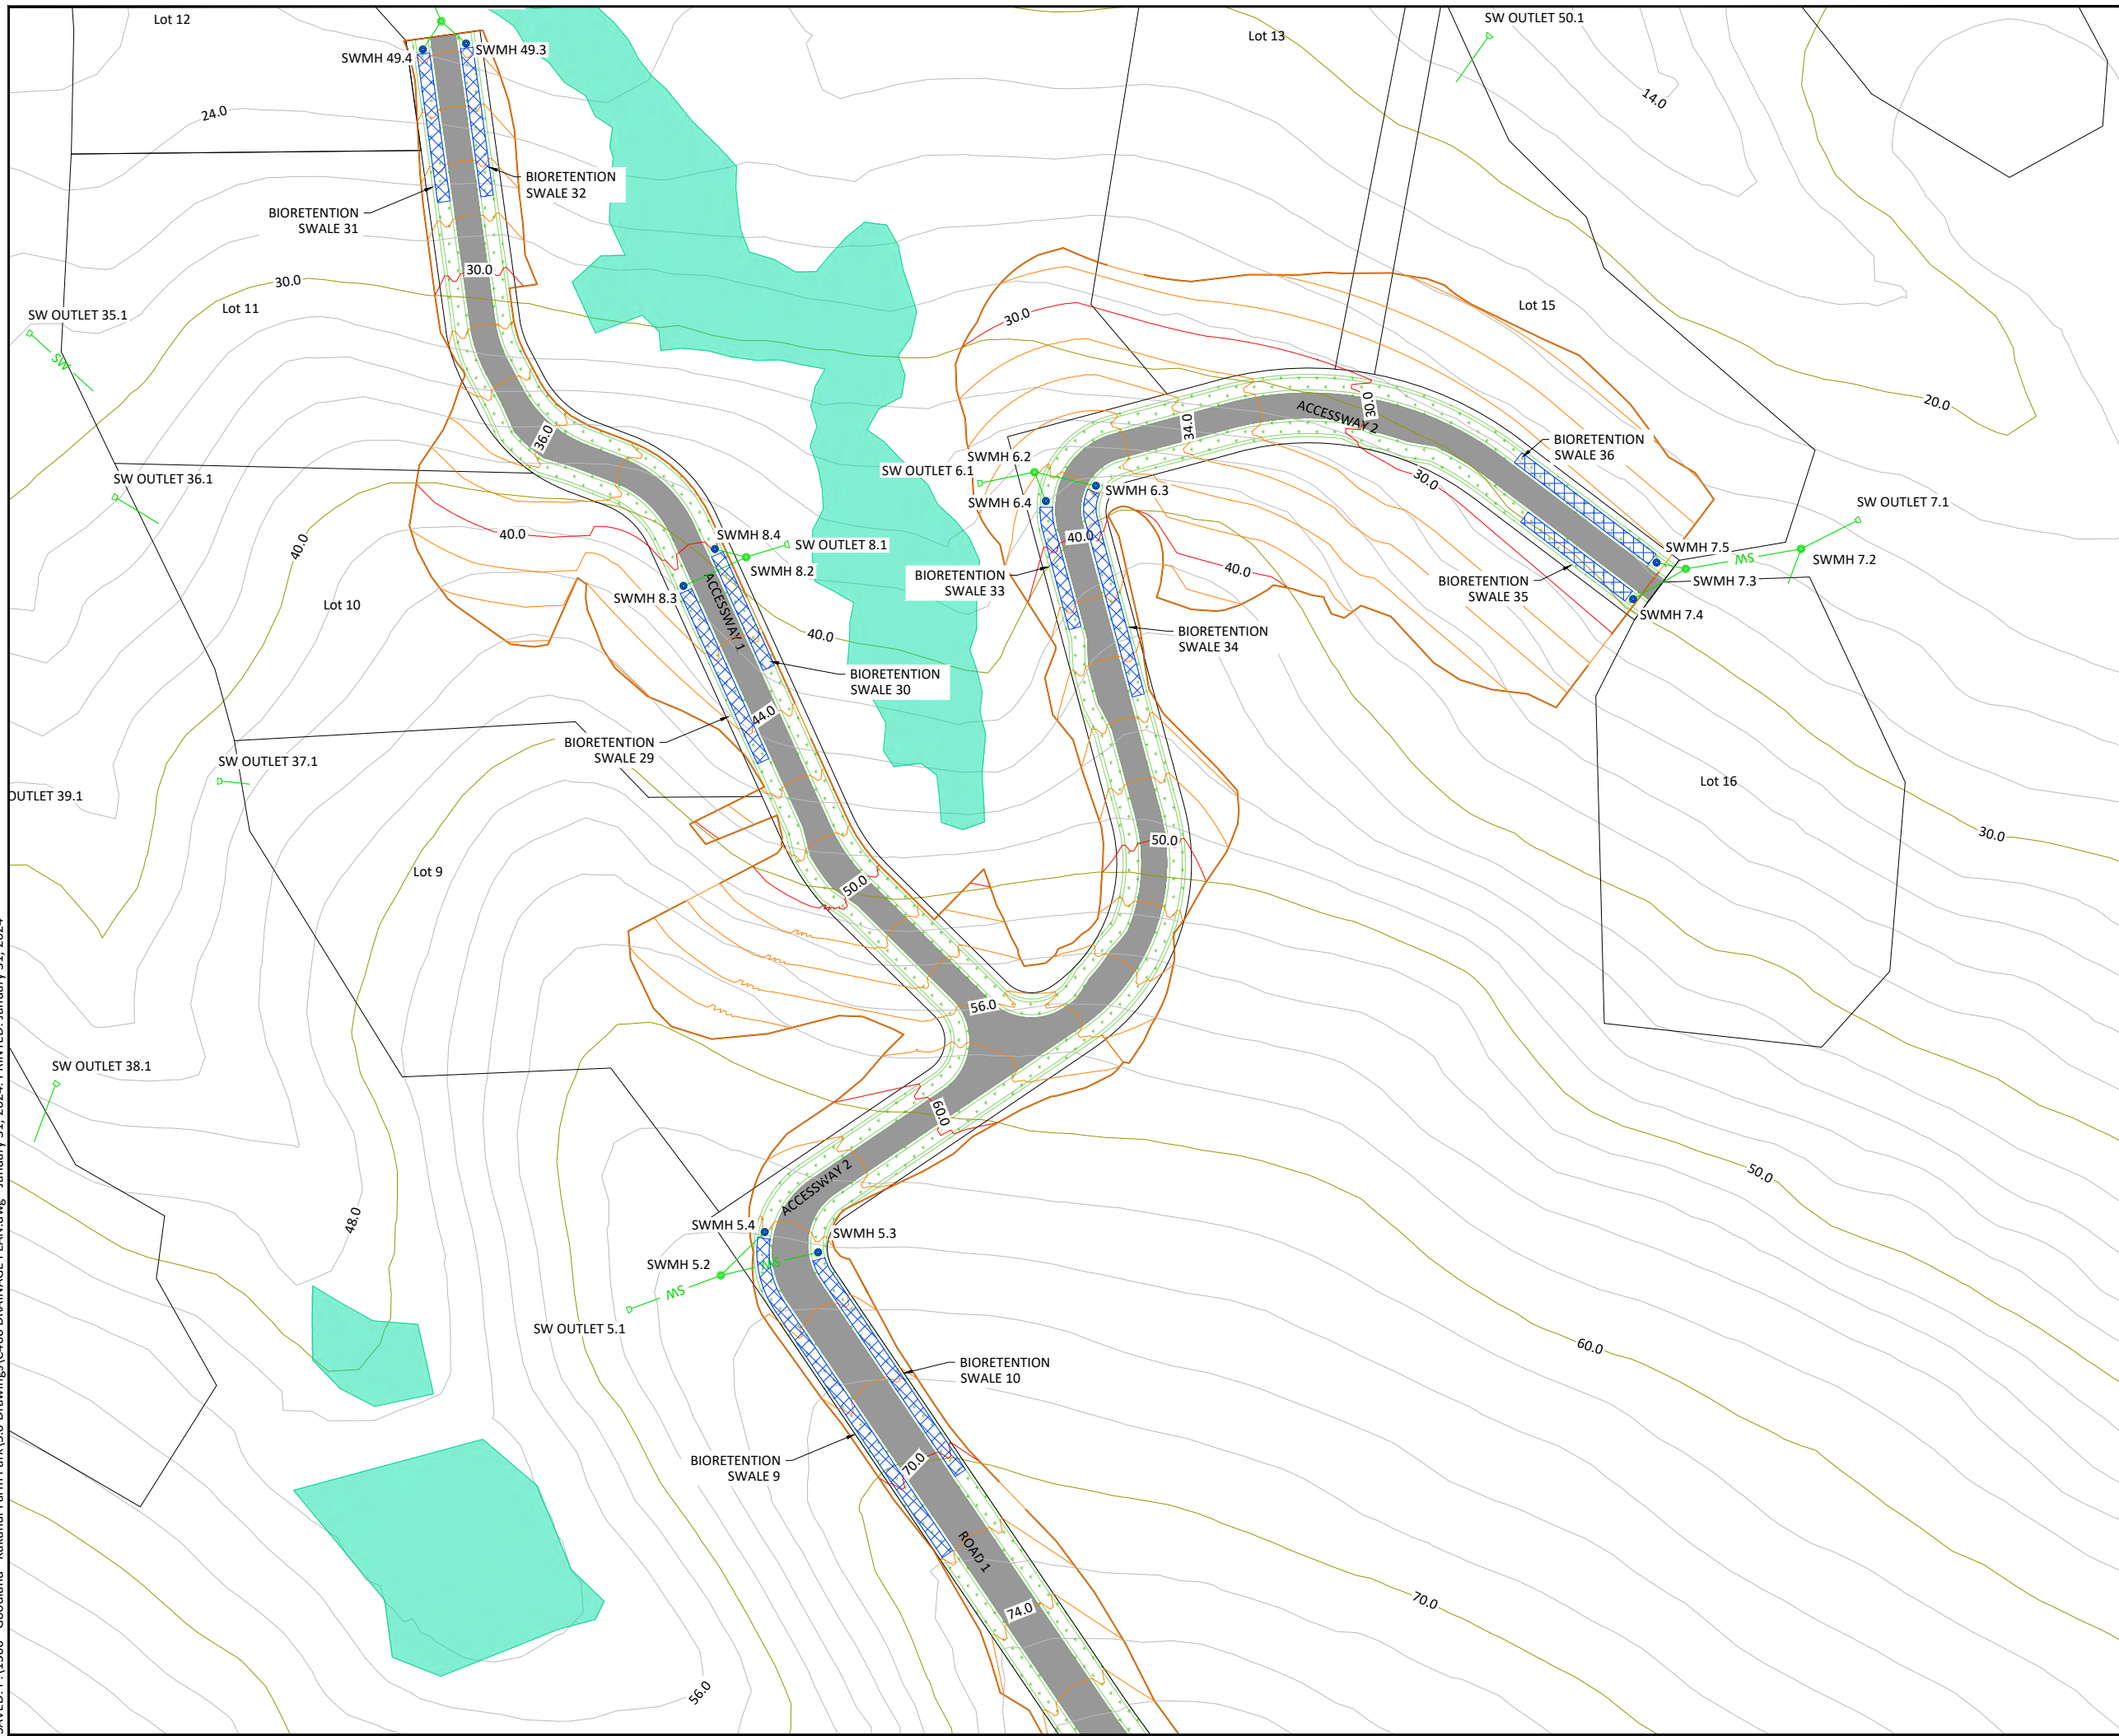 Lot 12
SWMH 49.4
SWMH 49.3
Lot 13
SW OUTLET 50.1
14.0
24.0
BIORETENTION
SWALE 32
BIORETENTION
SWALE 31
30.0
30.0
Lot 11
SW OUTLET 35.1
SW
30.0
Lot 15
36.0
34.0
ACCESSWAY 2
30.0
20.0
BIORETENTION
SWALE 36
SWMH 6.2
SW OUTLET 6.1
SWMH 6.3
SWMH 6.4
30.0
SW OUTLET 36.1
SW OUTLET 7.1
40.0
40.0
SWMH 8.4
SW OUTLET 8.1
SWMH 8.2
SWMH 8.3
ACCESSWAY 1
40.0
40.0
SWMH 7.5
SW
SWMH 7.2
SWMH 7.3
SWMH 7.4
BIORETENTION
SWALE 33
BIORETENTION
SWALE 35
Lot 10
40.0
BIORETENTION
SWALE 34
BIORETENTION
SWALE 30
44.0
BIORETENTION
SWALE 29
SW OUTLET 37.1
OUTLET 39.1
Lot 16
30.0
50.0
Lot 9
50.0
56.0
SW OUTLET 38.1
60.0
50.0
ACCESSWAY 2
48.0
SWMH 5.4
SWMH 5.3
SWMH 5.2
SW
SW
SW OUTLET 5.1
60.0
BIORETENTION
SWALE 10
BIORETENTION
SWALE 9
70.0
ROAD 1
70.0
74.0
56.0